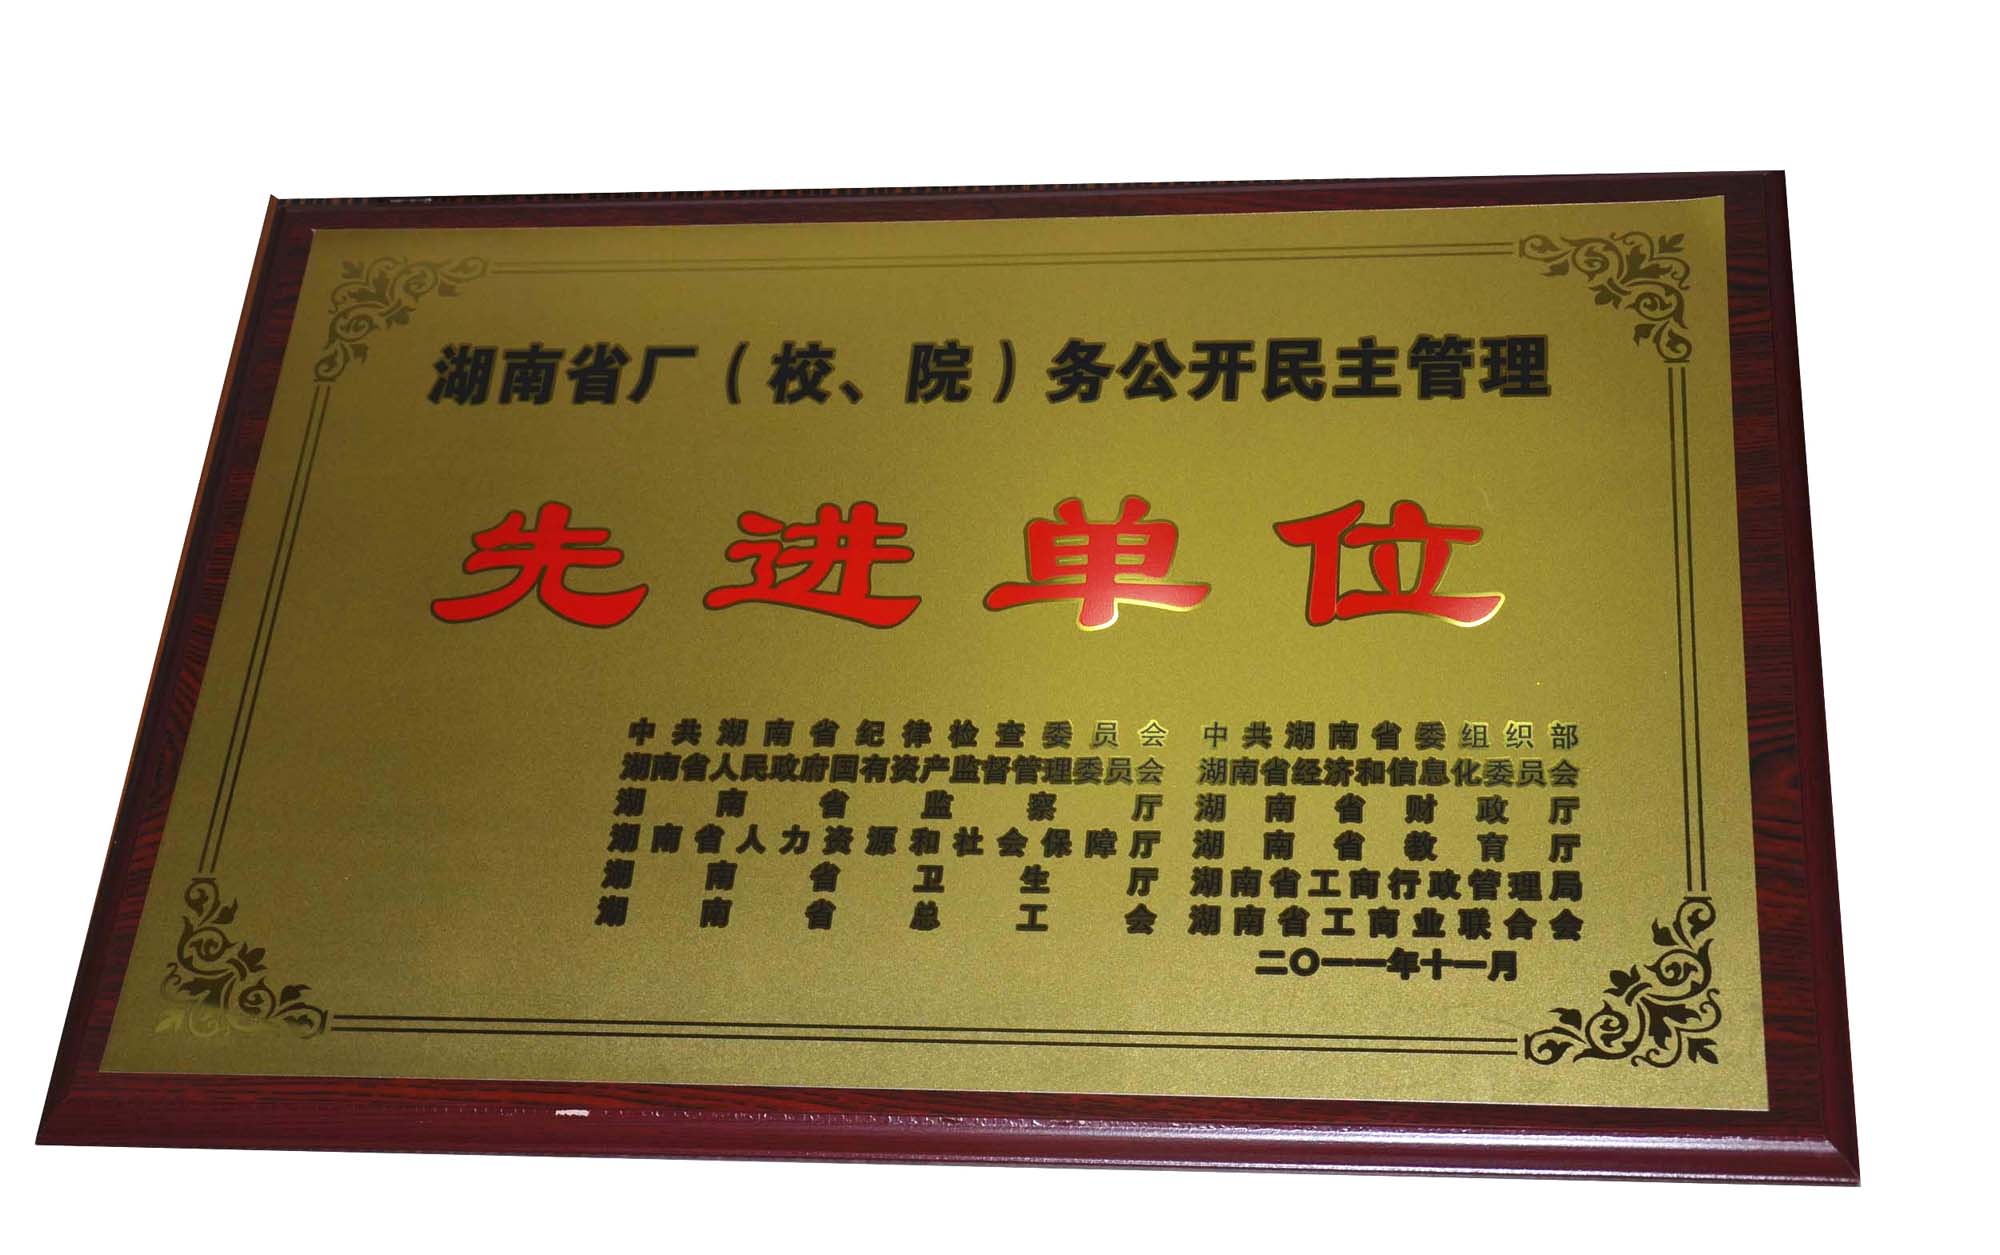 湖南省厂（校、院）务公开民主管理
先进单位
中共湖南省纪律检查委员会 中共湖南省委组织部
湖南省人民政府国有资产监督管理委员会 湖南省经济和信息化委员会
湖南省监察厅 湖南省财政厅
湖南省人力资源和社会保障厅 湖南省教育厅
湖南省卫生厅 湖南省工商行政管理局
湖南省总工会 湖南省工商业联合会
二〇一一年十一月